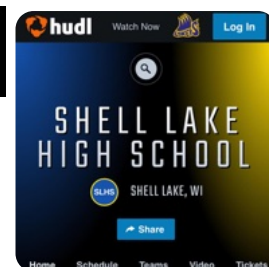 hudl Watch Now Log In
SHELL LAKE
HIGH SCHOOL
SLHS SHELL LAKE, WI
Share
Home Schedule Teams Video Tickets